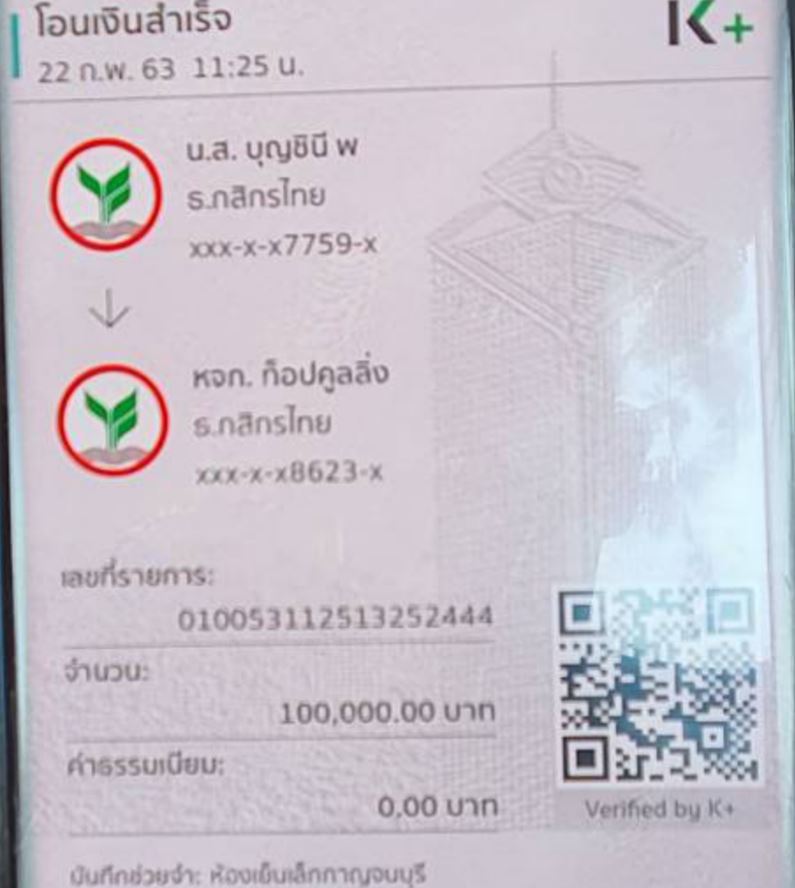 โอนเงินสำเร็จ
22 ก.พ. 63 11:25 น.
K+
น.ส. บุญชินี พ
ธ.กสิกรไทย
xxx-x-x7759-x
หจก. ท็อปคูลลิ่ง
ธ.กสิกรไทย
xxx-x-x8623-x
เลขที่รายการ:
010053112513252444
จำนวน:
100,000.00 บาท
ค่าธรรมเนียม:
0.00 บาท
Verified by K+
บันทึกช่วยจำ: ห้องเย็นเล็กกาญจนบุรี